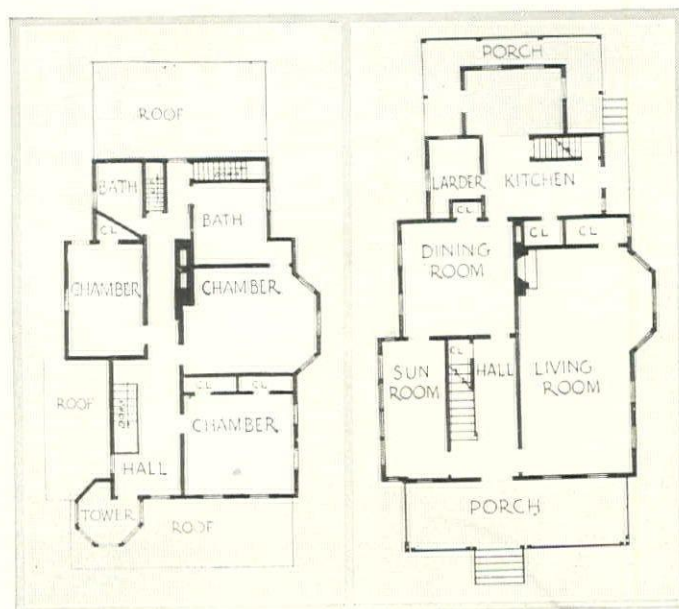 ROOF
BATH
BATH
CL
CHAMBER
CHAMBER
CL
CL
CHAMBER
ROOF
HALL
TOWER
ROOF
PORCH
LARDER
KITCHEN
CL
CL
CL
DINING
ROOM
CL
SUN
ROOM
HALL
LIVING
ROOM
PORCH